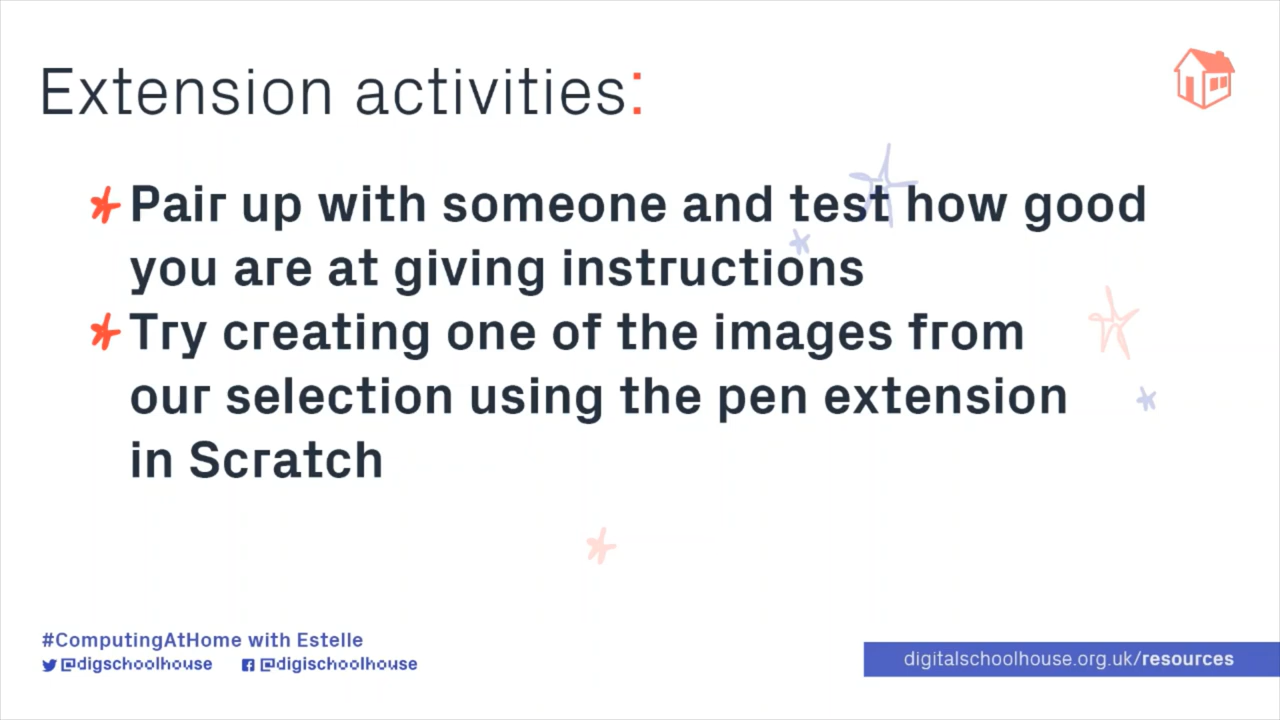 Extension activities:
Pair up with someone and test how good
you are at giving instructions
Try creating one of the images from
our selection using the pen extension
in Scratch
#ComputingAtHome with Estelle
@digschoolhouse @digischoolhouse
digitalschoolhouse.org.uk/resources